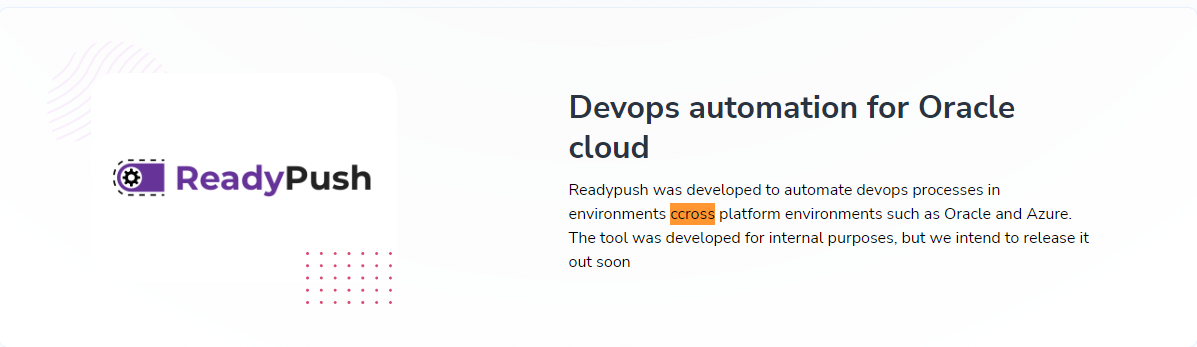 Devops automation for Oracle
cloud
ReadyPush
Readypush was developed to automate devops processes in
environments ccross platform environments such as Oracle and Azure.
The tool was developed for internal purposes, but we intend to release it
out soon